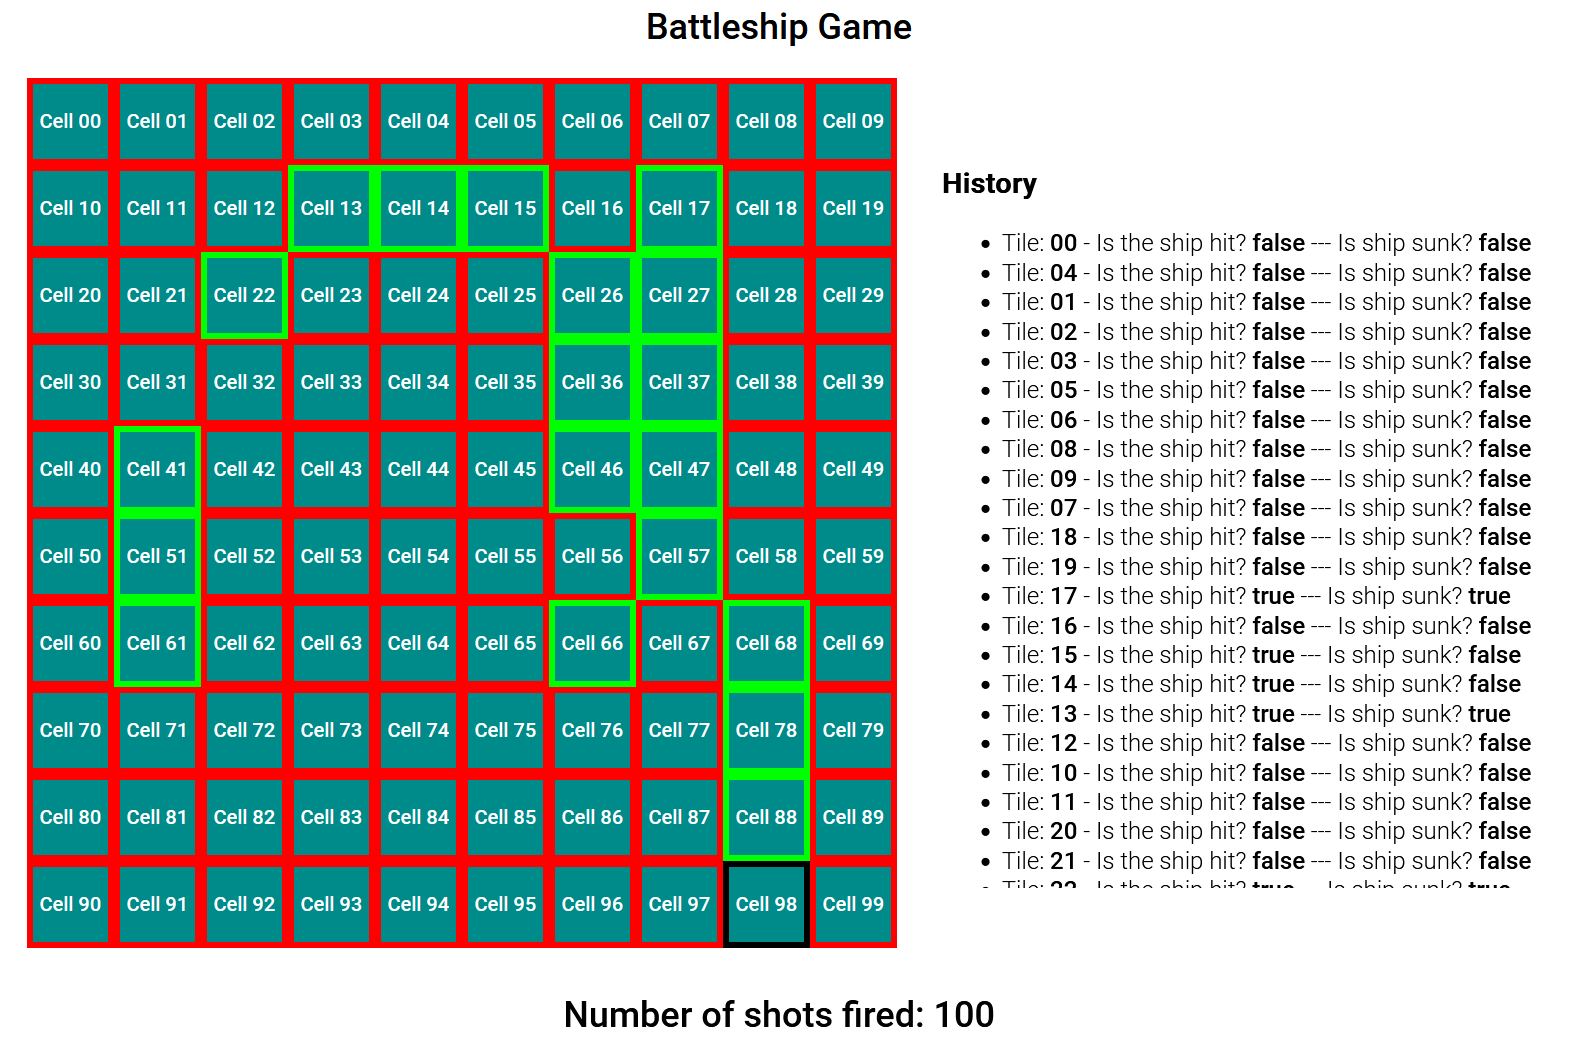 Battleship Game
Cell 00 Cell 01 Cell 02 Cell 03 Cell 04 Cell 05 Cell 06 Cell 07 Cell 08 Cell 09
Cell 10 Cell 11 Cell 12 Cell 13 Cell 14 Cell 15 Cell 16 Cell 17 Cell 18 Cell 19
Cell 20 Cell 21 Cell 22 Cell 23 Cell 24 Cell 25 Cell 26 Cell 27 Cell 28 Cell 29
Cell 30 Cell 31 Cell 32 Cell 33 Cell 34 Cell 35 Cell 36 Cell 37 Cell 38 Cell 39
Cell 40 Cell 41 Cell 42 Cell 43 Cell 44 Cell 45 Cell 46 Cell 47 Cell 48 Cell 49
Cell 50 Cell 51 Cell 52 Cell 53 Cell 54 Cell 55 Cell 56 Cell 57 Cell 58 Cell 59
Cell 60 Cell 61 Cell 62 Cell 63 Cell 64 Cell 65 Cell 66 Cell 67 Cell 68 Cell 69
Cell 70 Cell 71 Cell 72 Cell 73 Cell 74 Cell 75 Cell 76 Cell 77 Cell 78 Cell 79
Cell 80 Cell 81 Cell 82 Cell 83 Cell 84 Cell 85 Cell 86 Cell 87 Cell 88 Cell 89
Cell 90 Cell 91 Cell 92 Cell 93 Cell 94 Cell 95 Cell 96 Cell 97 Cell 98 Cell 99
History
• Tile: 00 - Is the ship hit? false --- Is ship sunk? false
• Tile: 04 - Is the ship hit? false --- Is ship sunk? false
• Tile: 01 - Is the ship hit? false --- Is ship sunk? false
• Tile: 02 - Is the ship hit? false --- Is ship sunk? false
• Tile: 03 - Is the ship hit? false --- Is ship sunk? false
• Tile: 05 - Is the ship hit? false --- Is ship sunk? false
• Tile: 06 - Is the ship hit? false --- Is ship sunk? false
• Tile: 08 - Is the ship hit? false --- Is ship sunk? false
• Tile: 09 - Is the ship hit? false --- Is ship sunk? false
• Tile: 07 - Is the ship hit? false --- Is ship sunk? false
• Tile: 18 - Is the ship hit? false --- Is ship sunk? false
• Tile: 19 - Is the ship hit? false --- Is ship sunk? false
• Tile: 17 - Is the ship hit? true --- Is ship sunk? true
• Tile: 16 - Is the ship hit? false --- Is ship sunk? false
• Tile: 15 - Is the ship hit? true --- Is ship sunk? false
• Tile: 14 - Is the ship hit? true --- Is ship sunk? false
• Tile: 13 - Is the ship hit? true --- Is ship sunk? true
• Tile: 12 - Is the ship hit? false --- Is ship sunk? false
• Tile: 10 - Is the ship hit? false --- Is ship sunk? false
• Tile: 11 - Is the ship hit? false --- Is ship sunk? false
• Tile: 20 - Is the ship hit? false --- Is ship sunk? false
• Tile: 21 - Is the ship hit? false --- Is ship sunk? false
• Tile: 22 - Is the ship hit? true --- Is ship sunk? true
Number of shots fired: 100